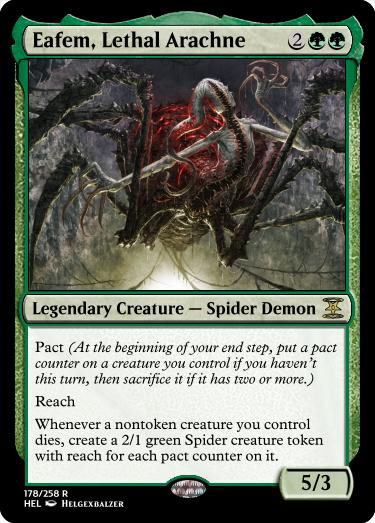 Eafem, Lethal Arachne 2
Legendary Creature — Spider Demon
Pact (At the beginning of your end step, put a pact
counter on a creature you control if you haven't
this turn, then sacrifice it if it has two or more.)
Reach
Whenever a nontoken creature you control
dies, create a 2/1 green Spider creature token
with reach for each pact counter on it.
5/3
178/258 R
HEL HELGEXBALZER